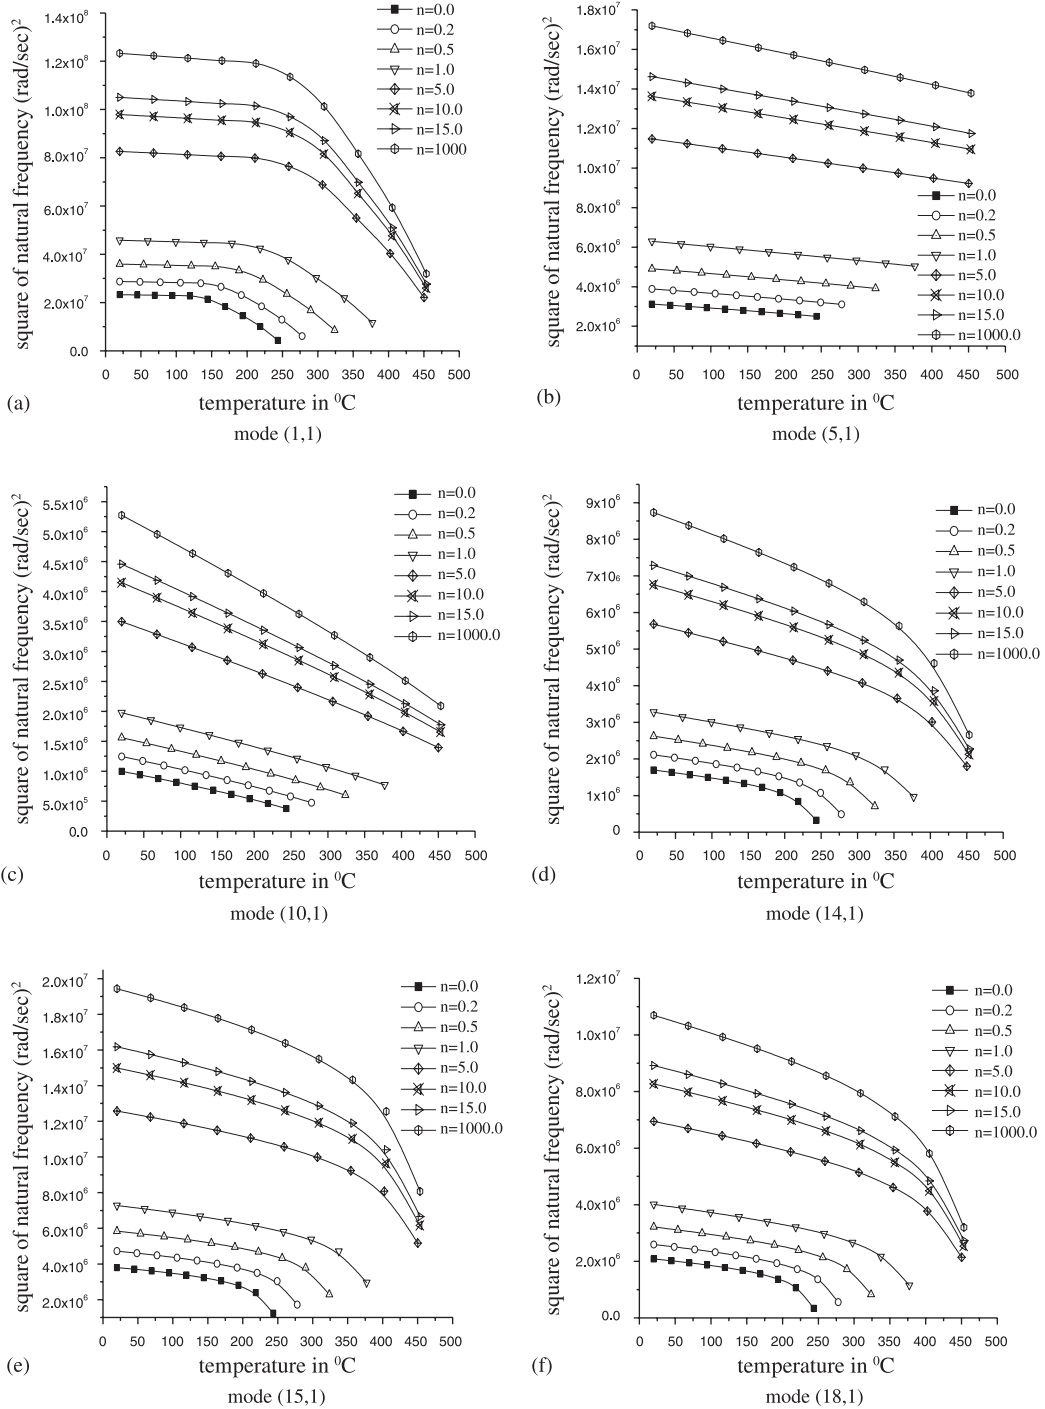 square of natural frequency (rad/sec)²
1.4x10⁸
1.2x10⁸
1.0x10⁸
8.0x10⁷
6.0x10⁷
4.0x10⁷
2.0x10⁷
0.0
n=0.0
n=0.2
n=0.5
n=1.0
n=5.0
n=10.0
n=15.0
n=1000
0 50 100 150 200 250 300 350 400 450 500
(a)
temperature in ⁰C
mode (1,1)
square of natural frequency (rad/sec)²
1.8x10⁷
1.6x10⁷
1.4x10⁷
1.2x10⁷
1.0x10⁷
8.0x10⁶
6.0x10⁶
4.0x10⁶
2.0x10⁶
n=0.0
n=0.2
n=0.5
n=1.0
n=5.0
n=10.0
n=15.0
n=1000.0
0 50 100 150 200 250 300 350 400 450 500
(b)
temperature in ⁰C
mode (5,1)
square of natural frequency (rad/sec)²
5.5x10⁶
5.0x10⁶
4.5x10⁶
4.0x10⁶
3.5x10⁶
3.0x10⁶
2.5x10⁶
2.0x10⁶
1.5x10⁶
1.0x10⁶
5.0x10⁵
0.0
n=0.0
n=0.2
n=0.5
n=1.0
n=5.0
n=10.0
n=15.0
n=1000.0
0 50 100 150 200 250 300 350 400 450 500
(c)
temperature in ⁰C
mode (10,1)
square of natural frequency (rad/sec)²
9x10⁶
8x10⁶
7x10⁶
6x10⁶
5x10⁶
4x10⁶
3x10⁶
2x10⁶
1x10⁶
0
n=0.0
n=0.2
n=0.5
n=1.0
n=5.0
n=10.0
n=15.0
n=1000.0
0 50 100 150 200 250 300 350 400 450 500
(d)
temperature in ⁰C
mode (14,1)
square of natural frequency (rad/sec)²
2.0x10⁷
1.8x10⁷
1.6x10⁷
1.4x10⁷
1.2x10⁷
1.0x10⁷
8.0x10⁶
6.0x10⁶
4.0x10⁶
2.0x10⁶
n=0.0
n=0.2
n=0.5
n=1.0
n=5.0
n=10.0
n=15.0
n=1000.0
0 50 100 150 200 250 300 350 400 450 500
(e)
temperature in ⁰C
mode (15,1)
square of natural frequency (rad/sec)²
1.2x10⁷
1.0x10⁷
8.0x10⁶
6.0x10⁶
4.0x10⁶
2.0x10⁶
0.0
n=0.0
n=0.2
n=0.5
n=1.0
n=5.0
n=10.0
n=15.0
n=1000.0
0 50 100 150 200 250 300 350 400 450 500
(f)
temperature in ⁰C
mode (18,1)